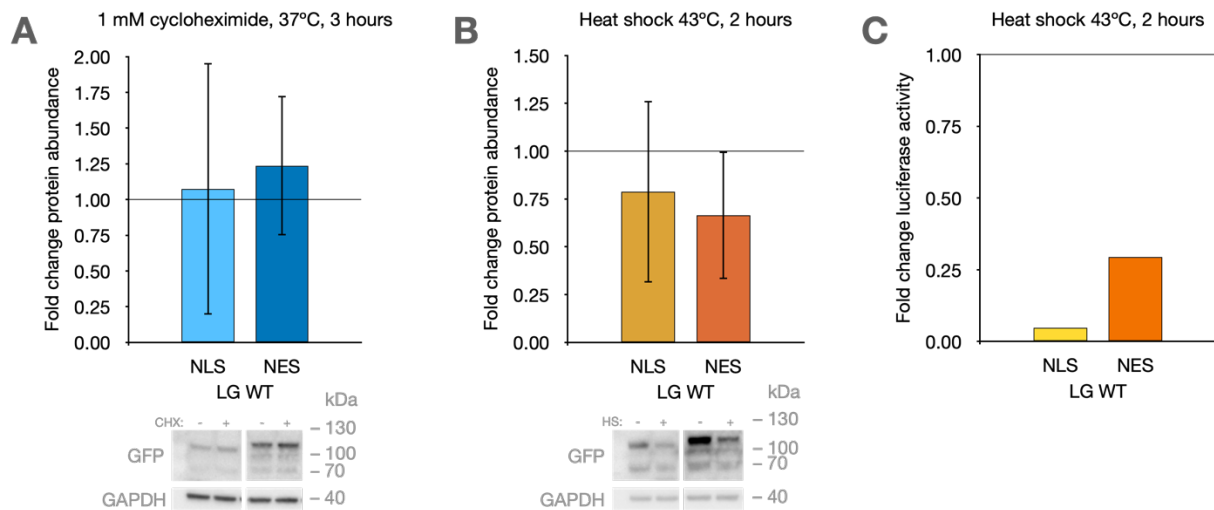 A
1 mM cycloheximide, 37ºC, 3 hours
Fold change protein abundance
2.00
1.75
1.50
1.25
1.00
0.75
0.50
0.25
0.00
NLS NES
LG WT
kDa
CHX: - + - +
– 130
GFP
– 100
– 70
GAPDH
– 40
B
Heat shock 43ºC, 2 hours
Fold change protein abundance
1.50
1.25
1.00
0.75
0.50
0.25
0.00
NLS NES
LG WT
kDa
HS: - + - +
– 130
GFP
– 100
– 70
GAPDH
– 40
C
Heat shock 43ºC, 2 hours
Fold change luciferase activity
1.00
0.75
0.50
0.25
0.00
NLS NES
LG WT